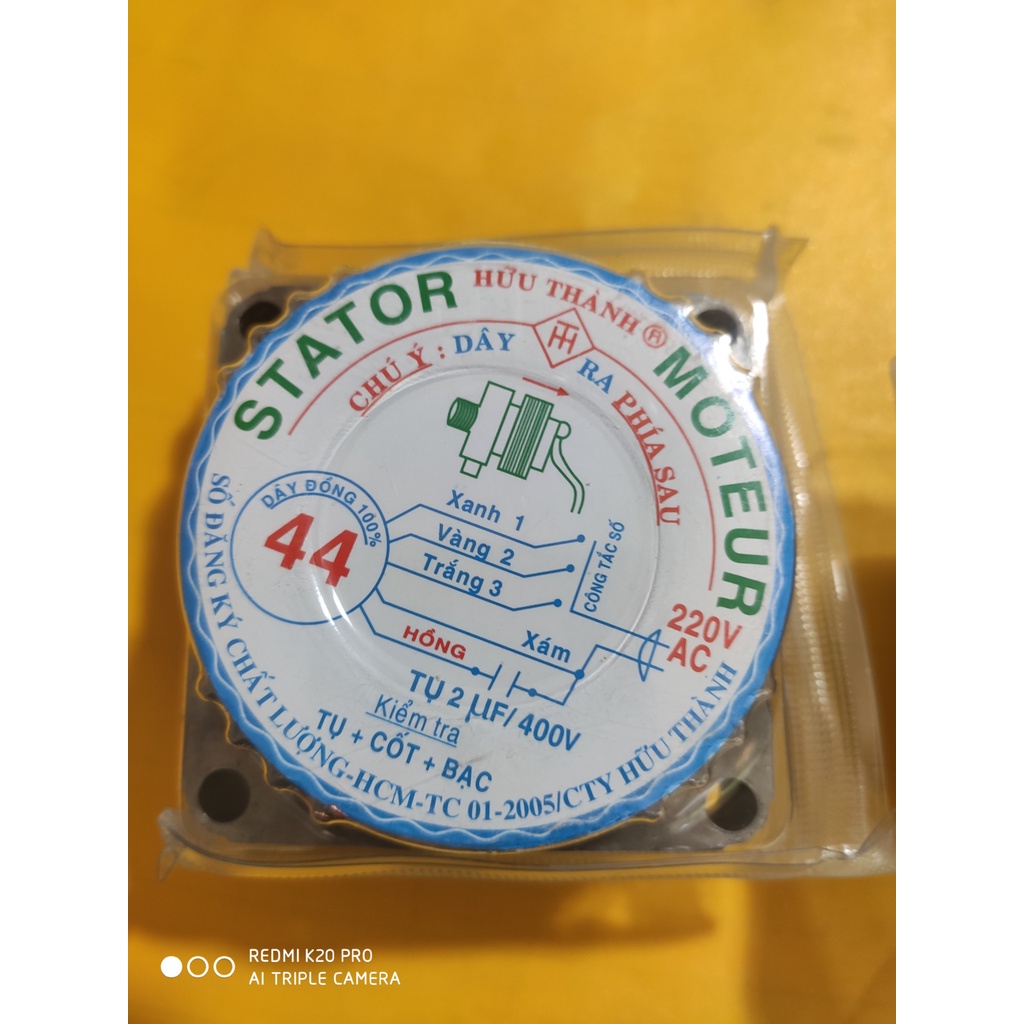 STATOR HỮU THÀNH ® MOTEUR
CHÚ Ý : DÂY RA PHÍA SAU
HT
DÂY ĐỒNG 100%
44
Xanh 1
Vàng 2
Trắng 3
CÔNG TẮC SỐ
220V
AC
Xám
HỒNG
TỤ 2 µF/400V
Kiểm tra
TỤ + CỐT + BẠC
SỐ ĐĂNG KÝ CHẤT LƯỢNG-HCM-TC 01-2005/CTY HỮU THÀNH
REDMI K20 PRO
AI TRIPLE CAMERA